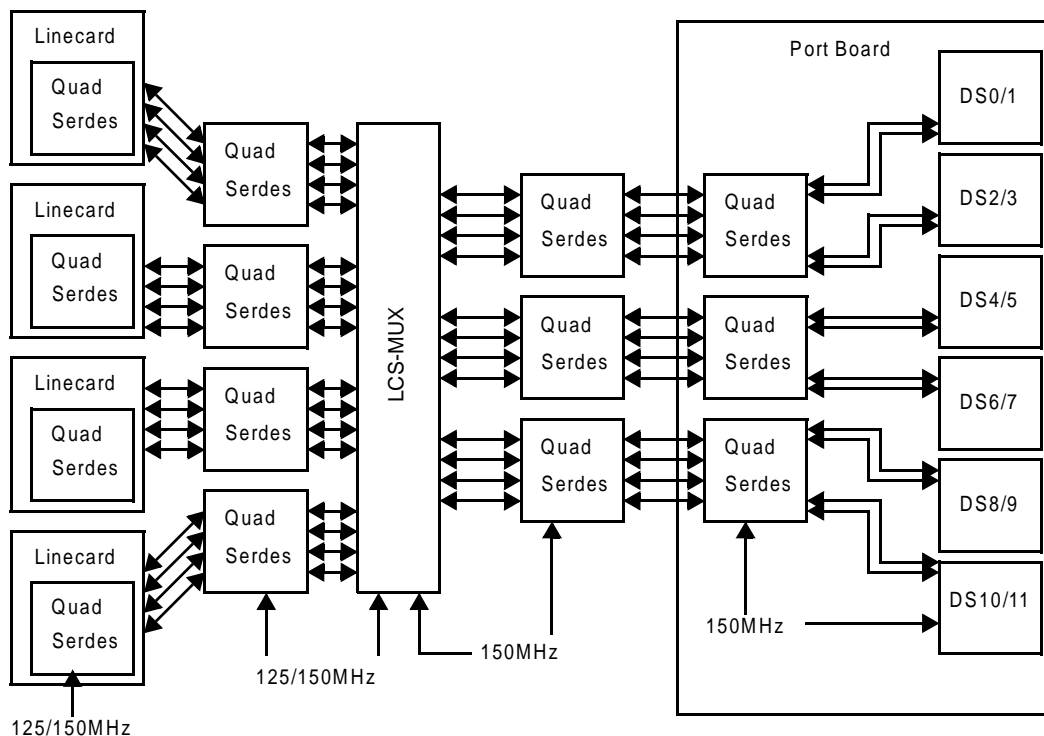 Linecard
Quad
Serdes
Linecard
Quad
Serdes
Linecard
Quad
Serdes
Linecard
Quad
Serdes
125/150MHz
Quad
Serdes
Quad
Serdes
Quad
Serdes
Quad
Serdes
125/150MHz
LCS-MUX
150MHz
Quad
Serdes
Quad
Serdes
Quad
Serdes
Port Board
Quad
Serdes
Quad
Serdes
Quad
Serdes
150MHz
DS0/1
DS2/3
DS4/5
DS6/7
DS8/9
DS10/11